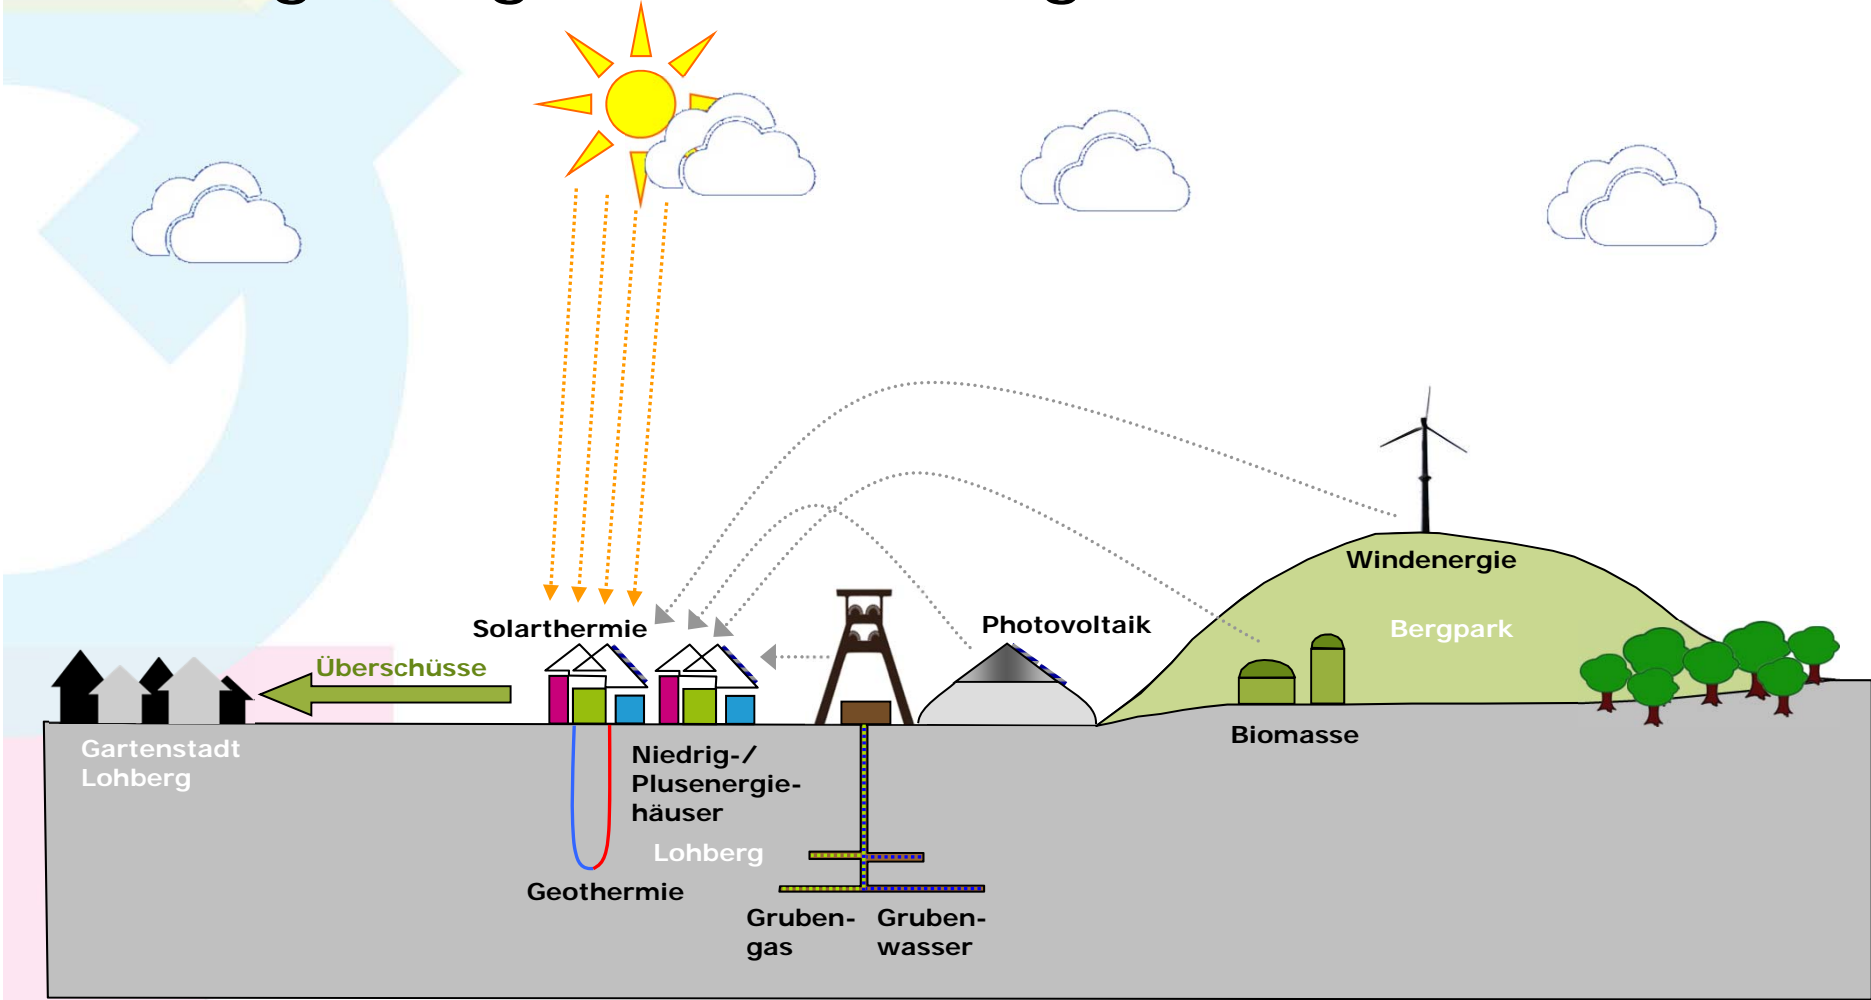 Solarthermie
Photovoltaik
Windenergie
Bergpark
Überschüsse
Biomasse
Gartenstadt
Lohberg
Niedrig-/
Plusenergie-
häuser
Lohberg
Geothermie
Gruben-
gas
Gruben-
wasser